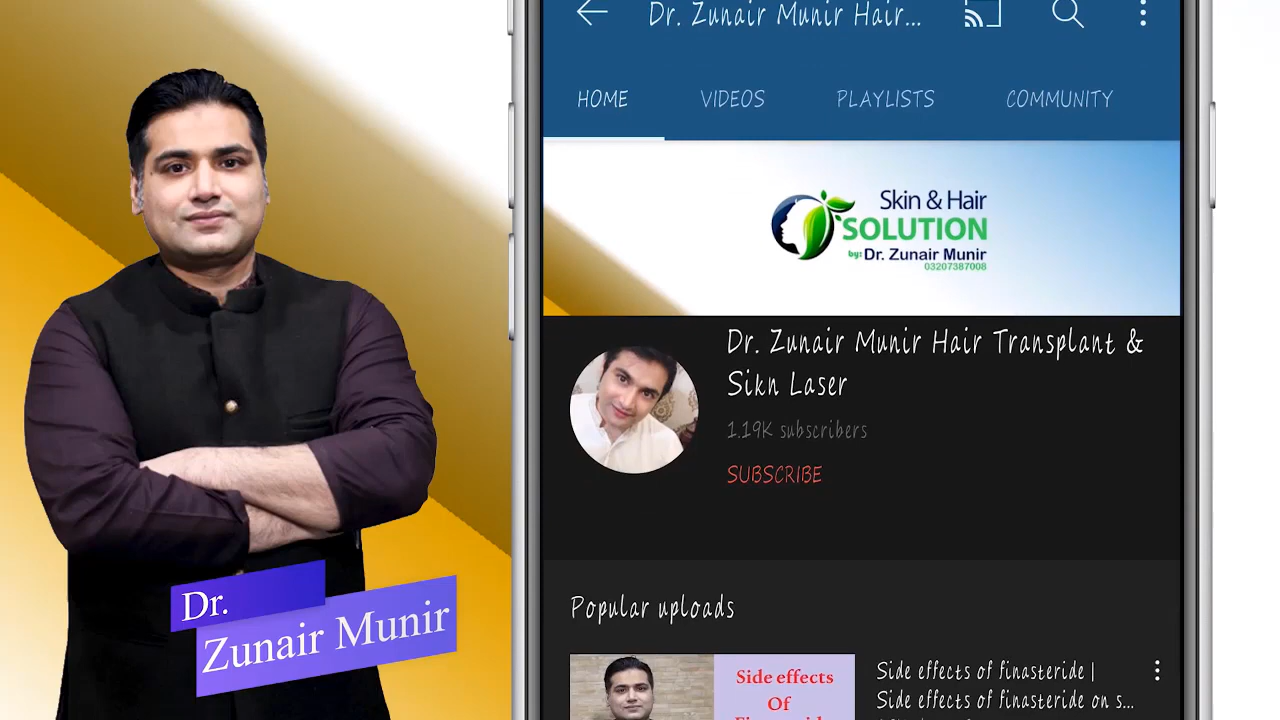 Dr. Zunair Munir Hair...
HOME VIDEOS PLAYLISTS COMMUNITY
Skin & Hair
SOLUTION
by: Dr. Zunair Munir
03207387008
Dr. Zunair Munir Hair Transplant &
Sikn Laser
1.19K subscribers
SUBSCRIBE
Dr.
Zunair Munir
Popular uploads
Side effects
Of
Side effects of finasteride |
Side effects of finasteride on s...